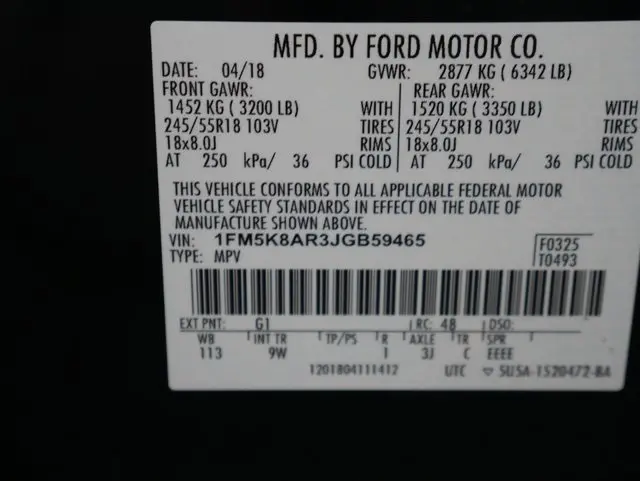 MFD. BY FORD MOTOR CO.
DATE: 04/18 GVWR: 2877 KG ( 6342 LB)
FRONT GAWR: REAR GAWR:
1452 KG ( 3200 LB) WITH 1520 KG ( 3350 LB) WITH
245/55R18 103V TIRES 245/55R18 103V TIRES
18x8.0J RIMS 18x8.0J RIMS
AT 250 kPa/ 36 PSI COLD AT 250 kPa/ 36 PSI COLD
THIS VEHICLE CONFORMS TO ALL APPLICABLE FEDERAL MOTOR
VEHICLE SAFETY STANDARDS IN EFFECT ON THE DATE OF
MANUFACTURE SHOWN ABOVE.
VIN: 1FM5K8AR3JGB59465 F0325
TYPE: MPV T0493
EXT PNT: G1 RC: 48 DSO:
WB INT TR TP/PS R AXLE TR SPR
113 9W 1 3J C EEEE
1201804111412 UTC ▽ 5U5A-1520472-BA